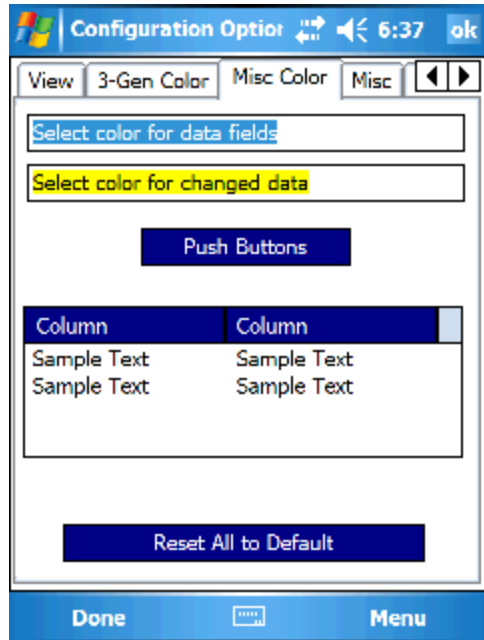 Configuration Optior 6:37 ok
View 3-Gen Color Misc Color Misc
Select color for data fields
Select color for changed data
Push Buttons
Column Column
Sample Text Sample Text
Sample Text Sample Text
Reset All to Default
Done Menu